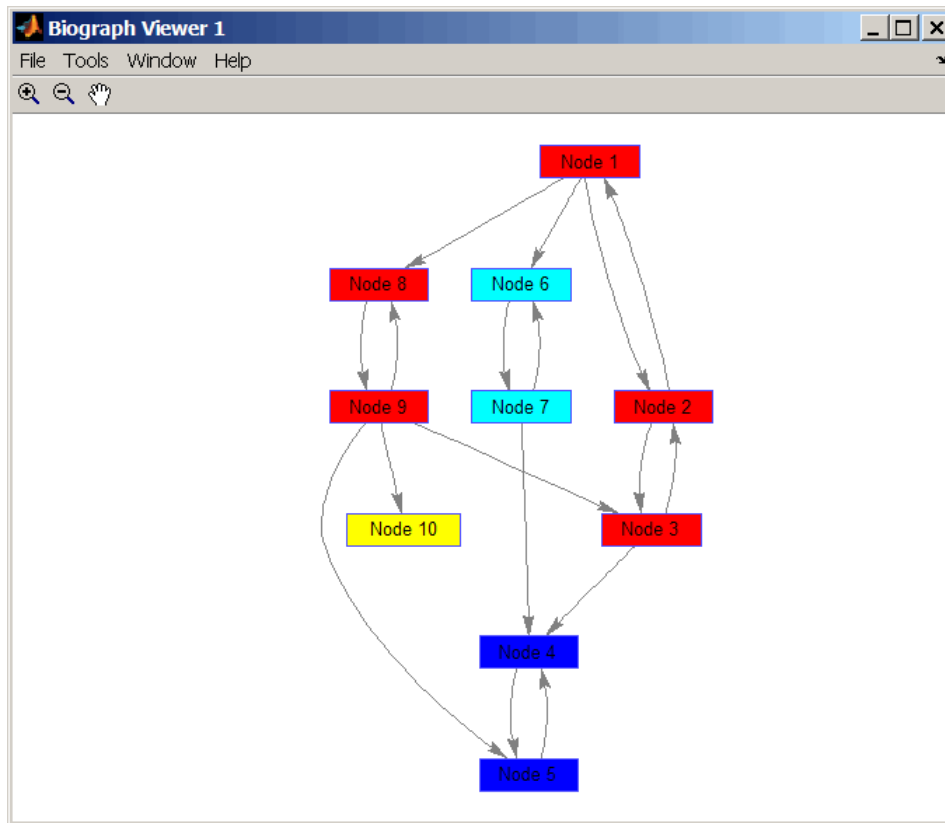 Biograph Viewer 1
File Tools Window Help
Node 1
Node 8 Node 6
Node 9 Node 7 Node 2
Node 10 Node 3
Node 4
Node 5